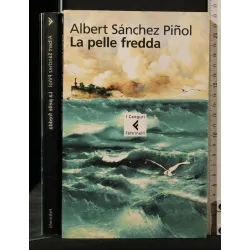 Albert Sánchez Piñol
La pelle fredda
I Canguri
Feltrinelli
Albert Sánchez Piñol
La pelle fredda